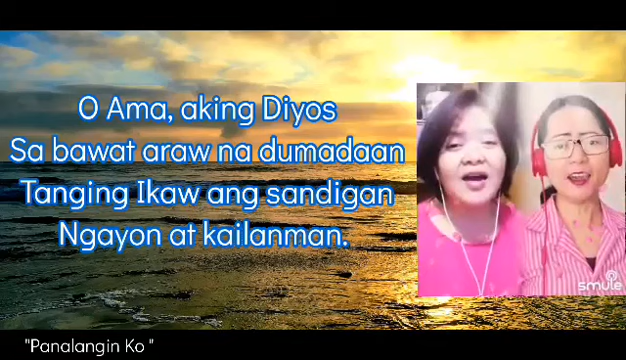 O Ama, aking Diyos
Sa bawat araw na dumadaan
Tanging Ikaw ang sandigan
Ngayon at kailanman.
smule
"Panalangin Ko "